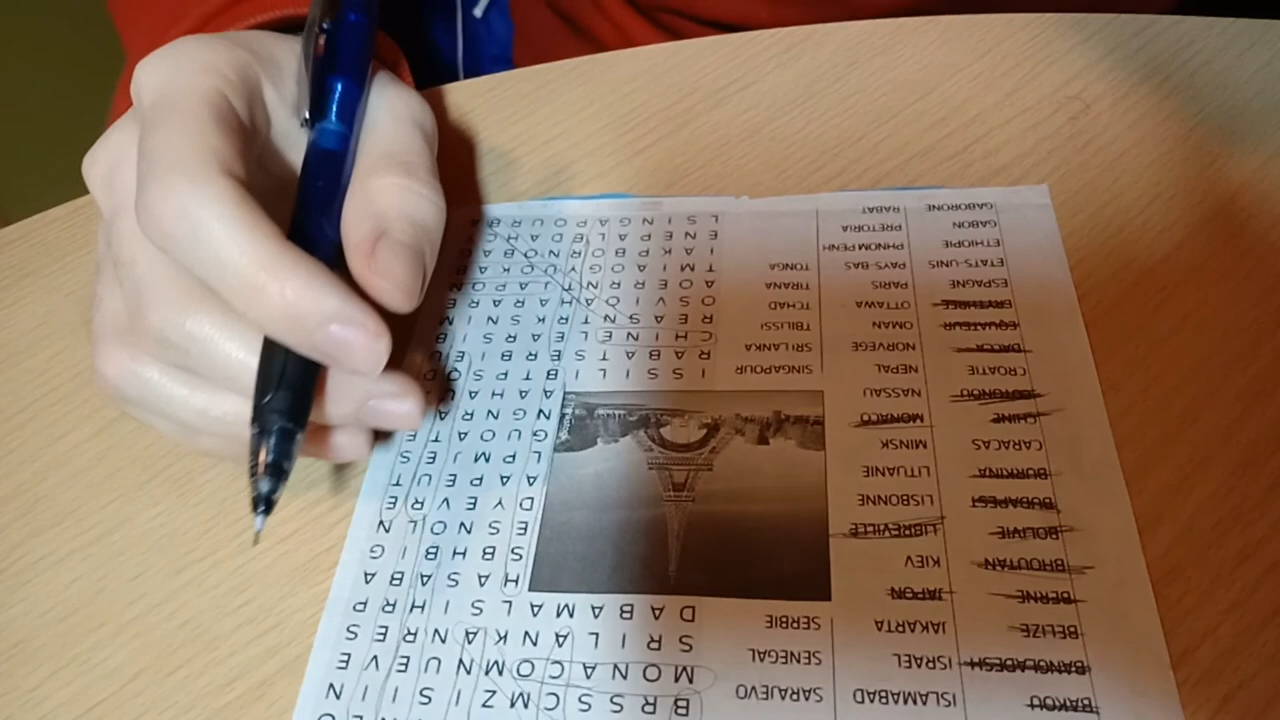 BAKOU
BANGLADESH
BELIZE
BERNE
BHOUTAN
BOLIVIE
BUDAPEST
BURKINA
CARACAS
CHINE
COTONOU
CROATIE
DACCA
EQUATEUR
ERYTHREE
ESPAGNE
ETATS-UNIS
ETHIOPIE
GABON
GABORONE
ISLAMABAD
ISRAEL
JAKARTA
JAPON
KIEV
LIBREVILLE
LISBONNE
LITUANIE
MINSK
MONACO
NASSAU
NEPAL
NORVEGE
OMAN
OTTAWA
PARIS
PAYS-BAS
PHNOM PENH
PRETORIA
RABAT
SARAJEVO
SENEGAL
SERBIE
SINGAPOUR
SRI LANKA
TBILISSI
TCHAD
TIRANA
TONGA
B R S S C M Z I S I I N
M O N A C O M N U E V E
S R I L A N K A N R E S
D A B A M A L S I H R P
H A S A A B A
S B H B I G
E S N O L N
D Y E V R E
A P E U T
L P M J E S
G U O A T E
N G N R A
A A H A
I S S I L I B T P S Q D
R A B A T S E R B I E U
C H I N E L E A R S I B
R E A S N T R K S N I M
O S V I Q A H A R A R E
A O E R R N T J A P O N
T M I A O G Y U O K A B
I A K P B O R N O B A G
E N E P A L E D A H C
L S I N G A P O U R B A